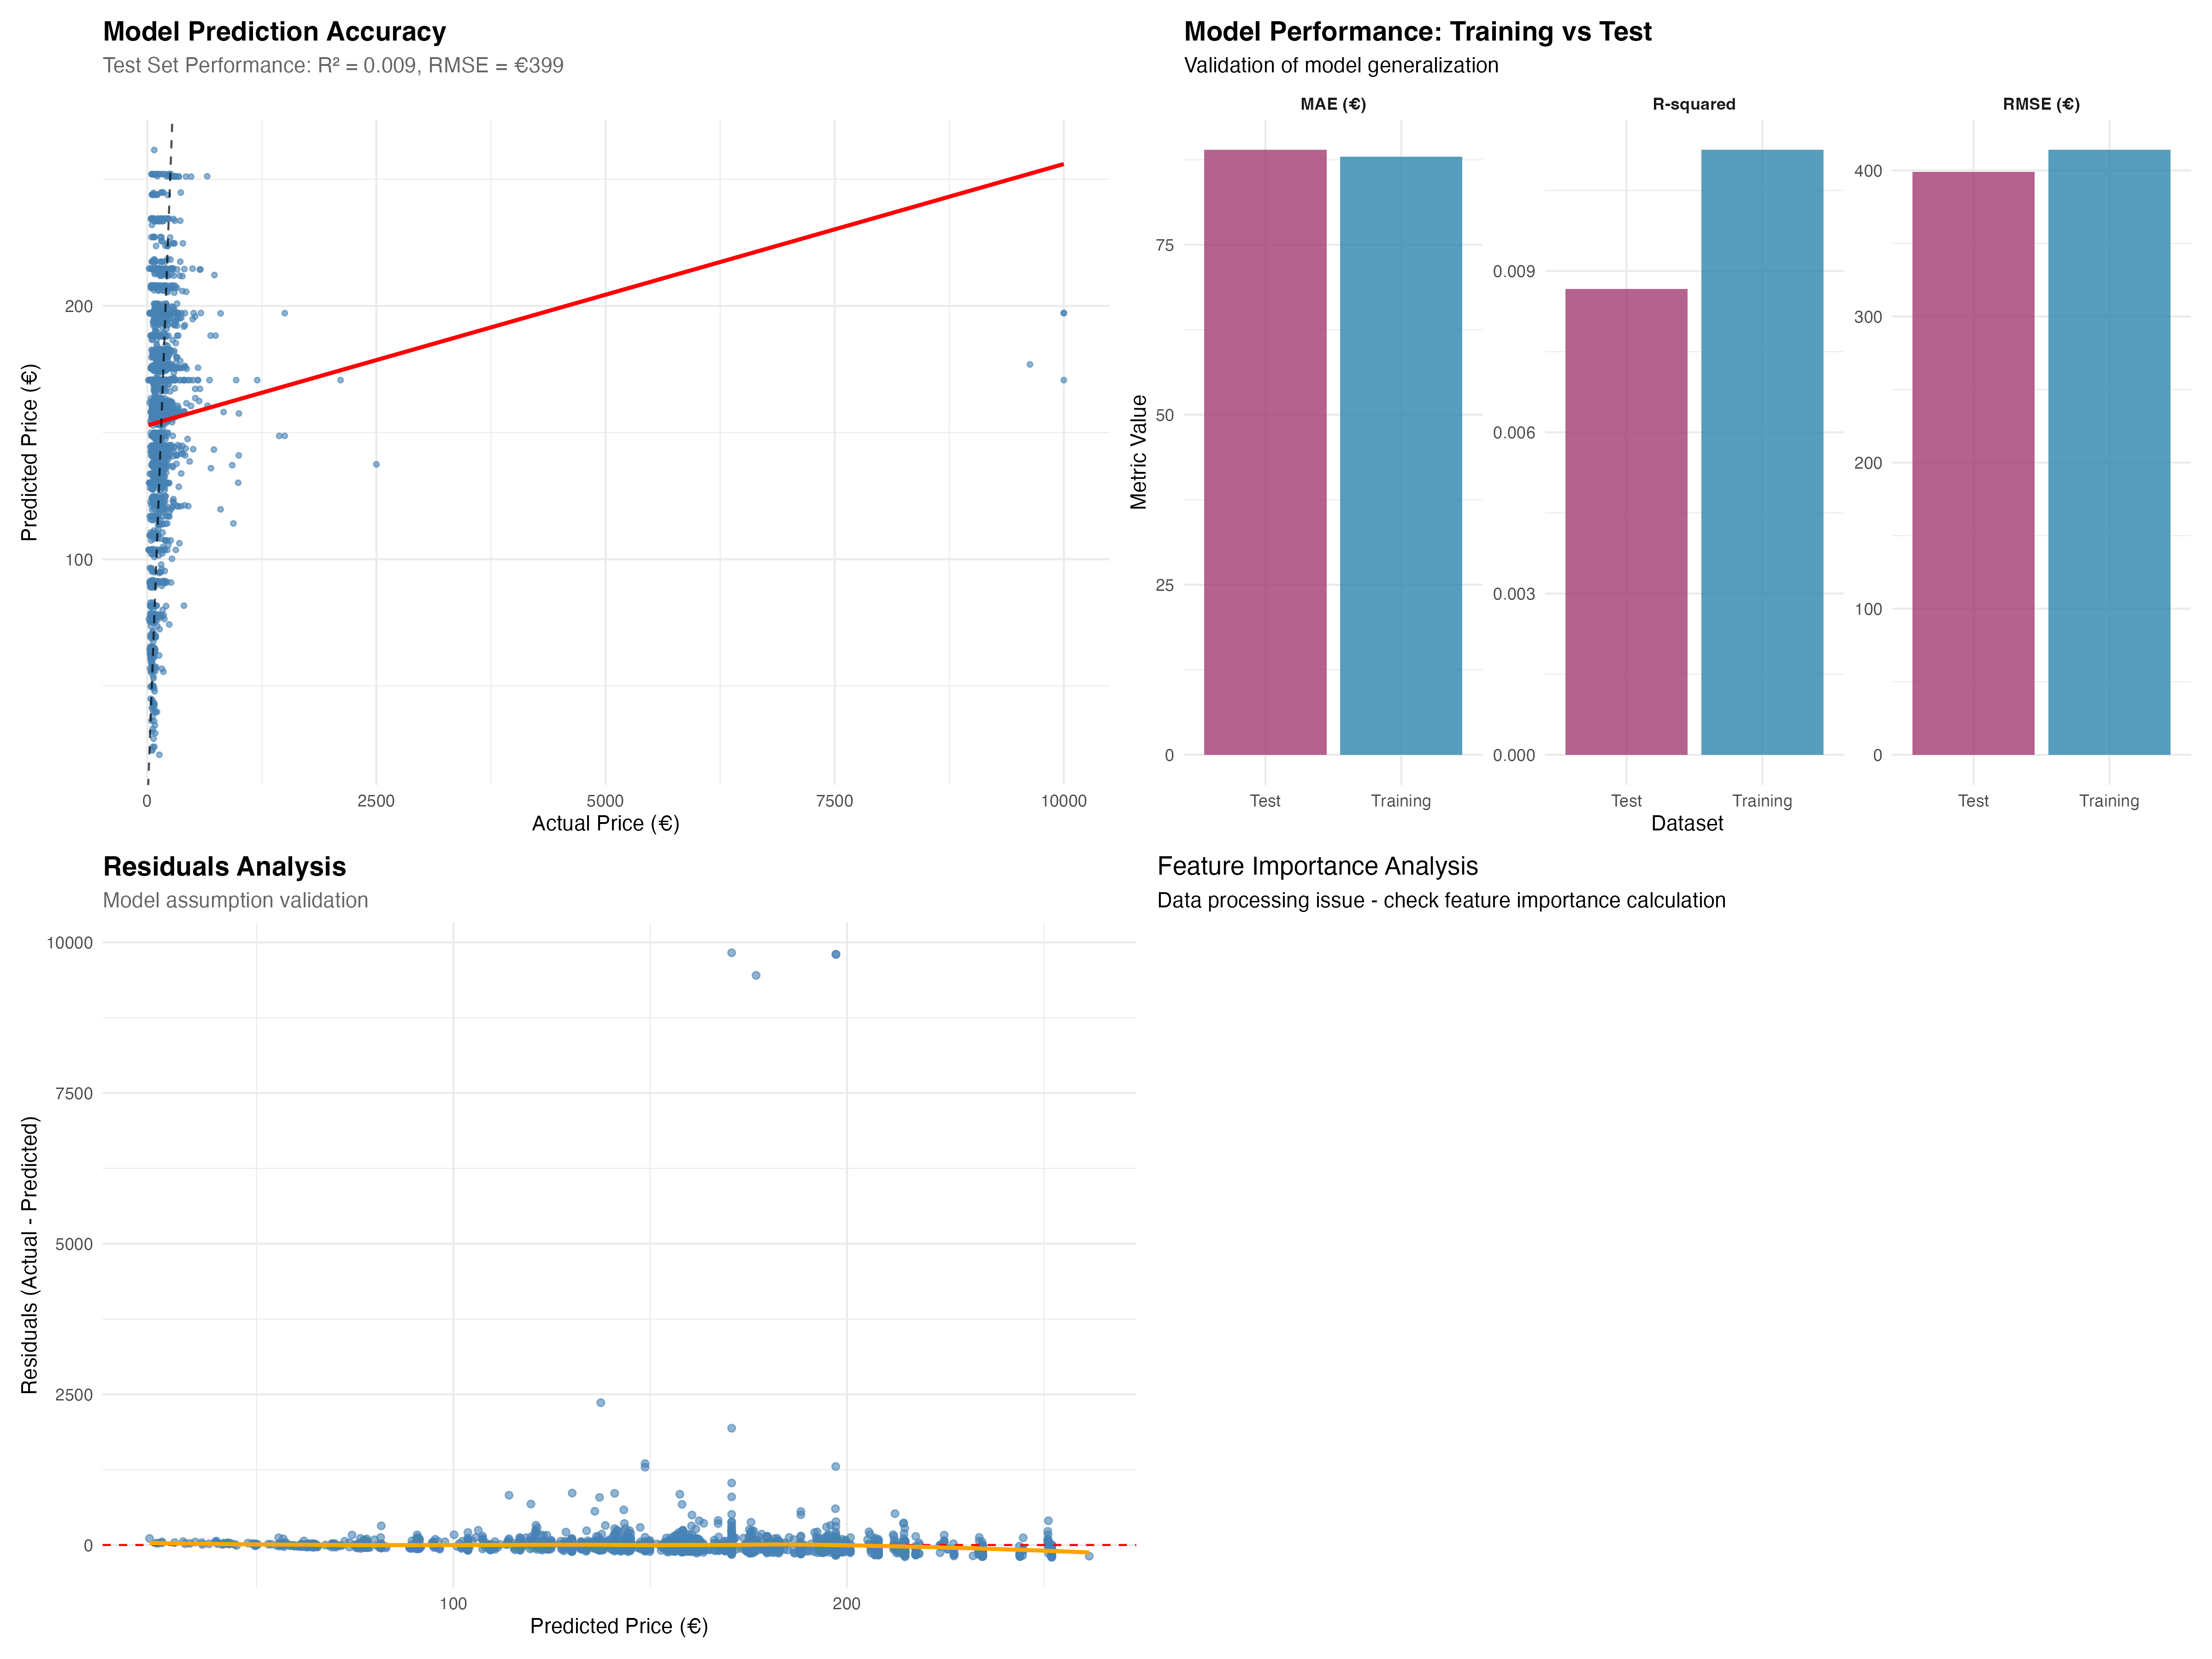 Model Prediction Accuracy
Test Set Performance: R² = 0.009, RMSE = €399
Predicted Price (€)
200
100
0
2500
5000
7500
10000
Actual Price (€)
Model Performance: Training vs Test
Validation of model generalization
MAE (€)
R-squared
RMSE (€)
Metric Value
75
50
25
0
0.009
0.006
0.003
0.000
400
300
200
100
0
Test
Training
Test
Training
Test
Training
Dataset
Residuals Analysis
Model assumption validation
Residuals (Actual - Predicted)
10000
7500
5000
2500
0
100
200
Predicted Price (€)
Feature Importance Analysis
Data processing issue - check feature importance calculation